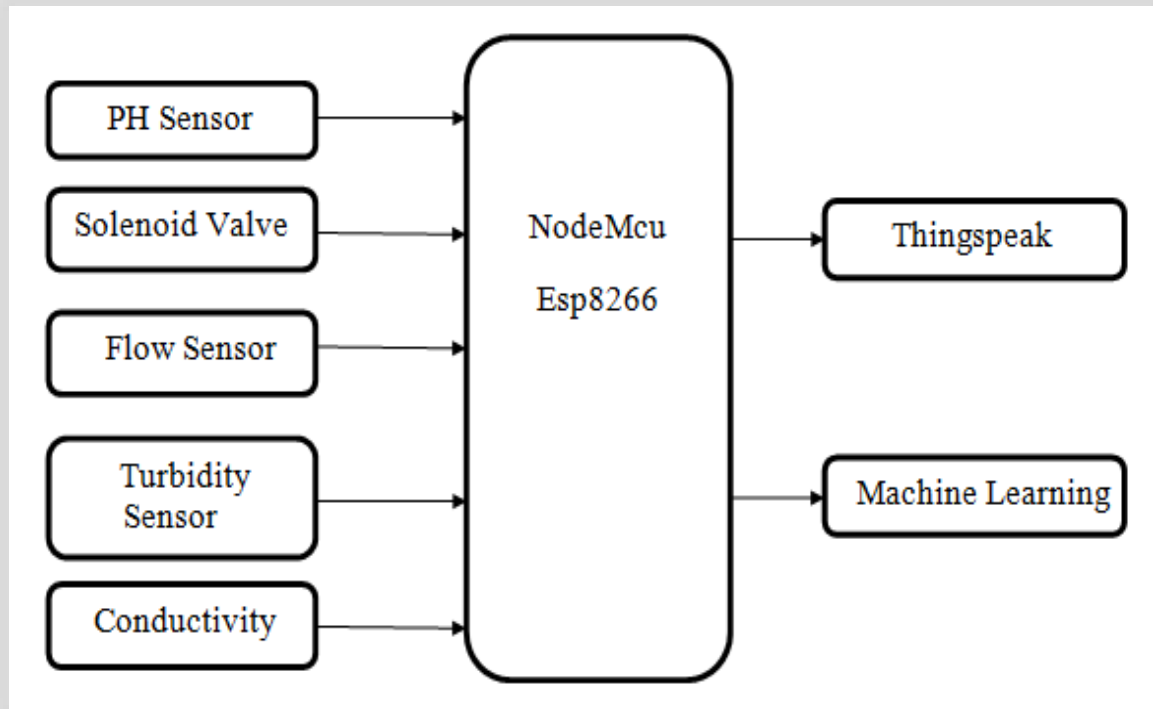 PH Sensor
Solenoid Valve
Flow Sensor
Turbidity
Sensor
Conductivity
NodeMcu
Esp8266
Thingspeak
Machine Learning